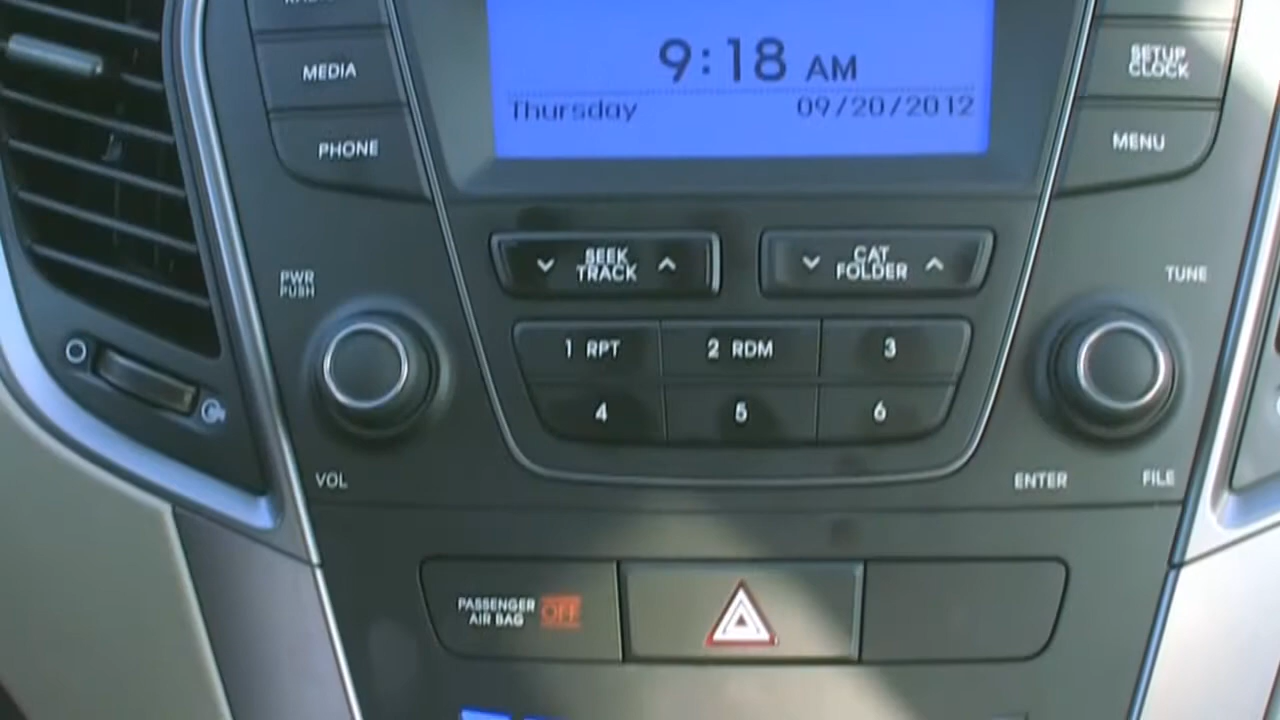 9:18 AM
SETUP
CLOCK
MEDIA
Thursday 09/20/2012
PHONE
MENU
SEEK
TRACK
CAT
FOLDER
PWR
PUSH
TUNE
1 RPT
2 RDM
3
4
5
6
VOL
ENTER
FILE
PASSENGER
AIR BAG
OFF